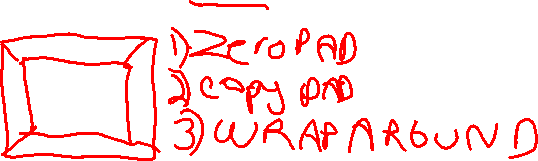 1) Zero PAD
2) copy PAD
3) WRAPAROUND